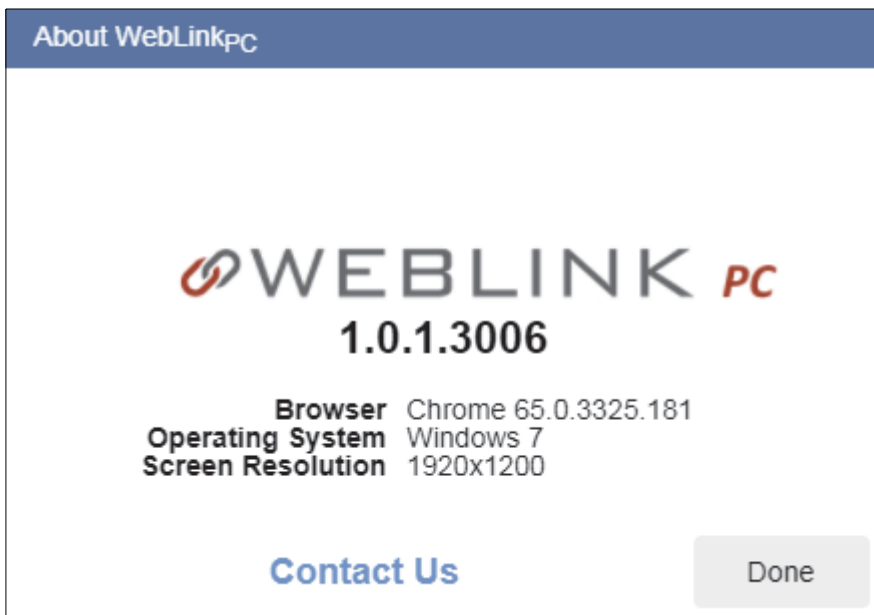 About WebLinkPC
WEBLINK PC
1.0.1.3006
Browser Chrome 65.0.3325.181
Operating System Windows 7
Screen Resolution 1920x1200
Contact Us
Done